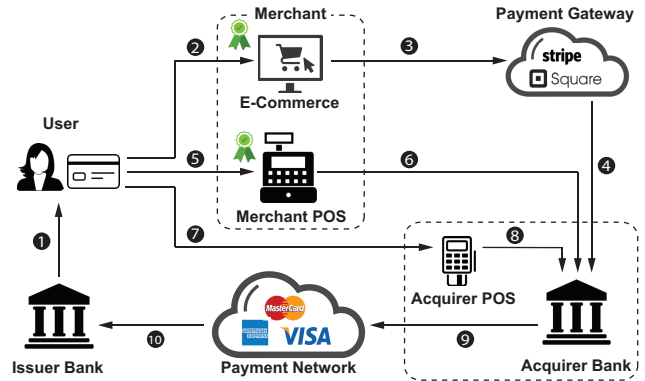 Merchant
Payment Gateway
2
3
stripe
Square
E-Commerce
User
5
6
4
Merchant POS
7
1
8
Acquirer POS
MasterCard
AMERICAN EXPRESS
VISA
10
9
Issuer Bank
Payment Network
Acquirer Bank